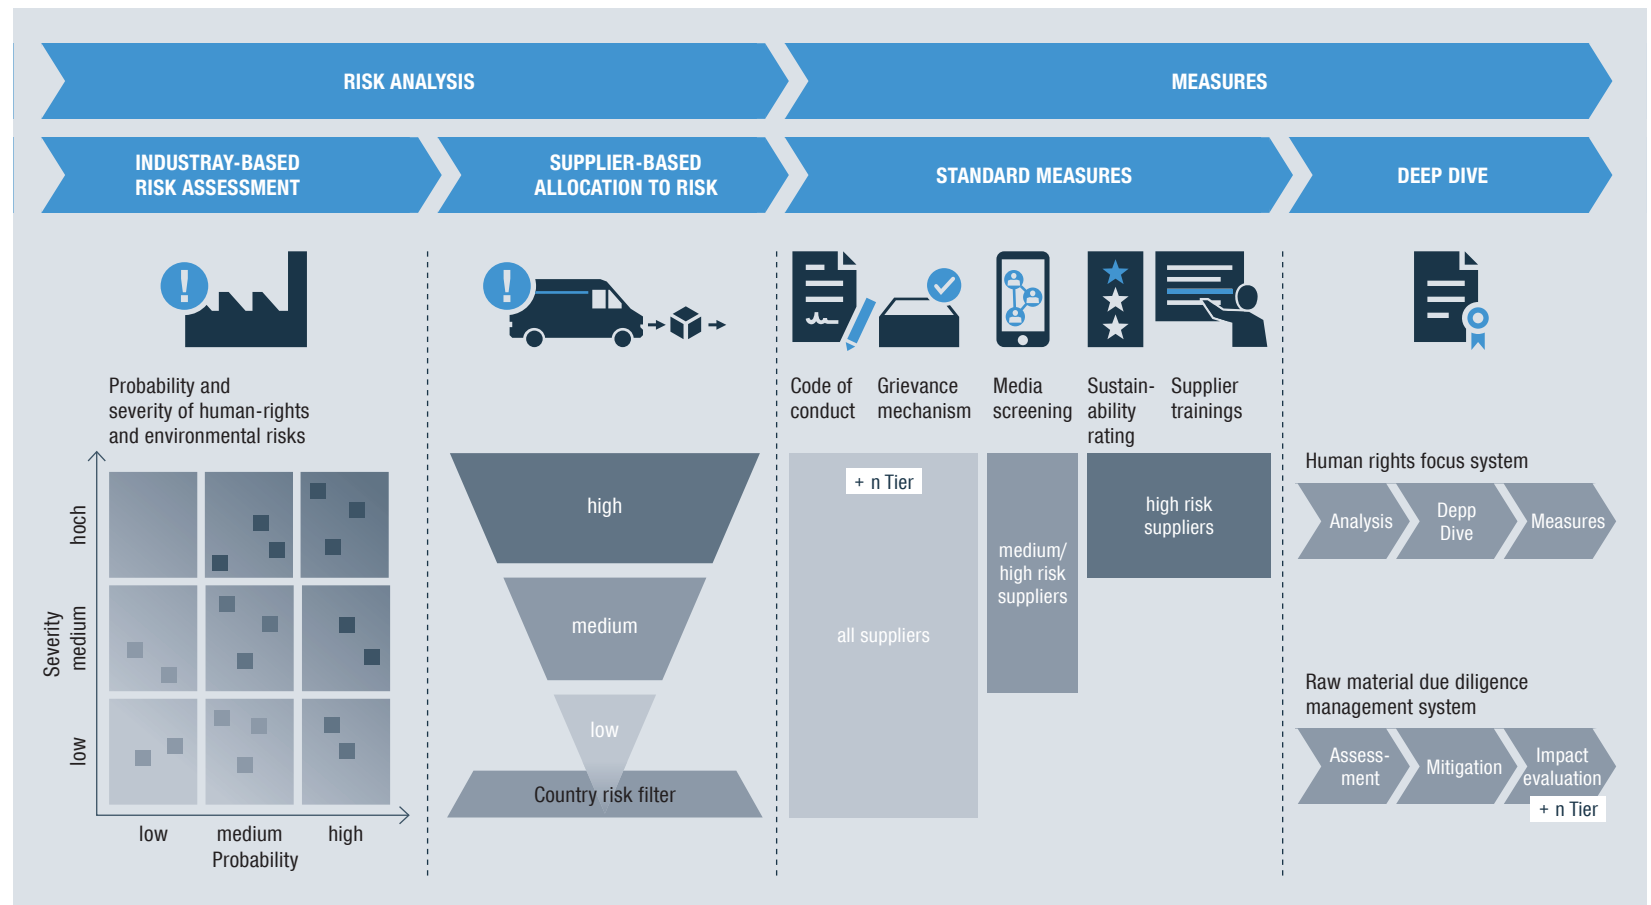 RISK ANALYSIS
MEASURES
INDUSTRAY-BASED
RISK ASSESSMENT
SUPPLIER-BASED
ALLOCATION TO RISK
STANDARD MEASURES
DEEP DIVE
Probability and
severity of human-rights
and environmental risks
hoch
medium
low
Severity
low
medium
high
Probability
high
medium
low
Country risk filter
Code of
conduct
Grievance
mechanism
Media
screening
Sustain-
ability
rating
Supplier
trainings
+ n Tier
all suppliers
medium/
high risk
suppliers
high risk
suppliers
Human rights focus system
Analysis
Depp
Dive
Measures
Raw material due diligence
management system
Assess-
ment
Mitigation
Impact
evaluation
+ n Tier